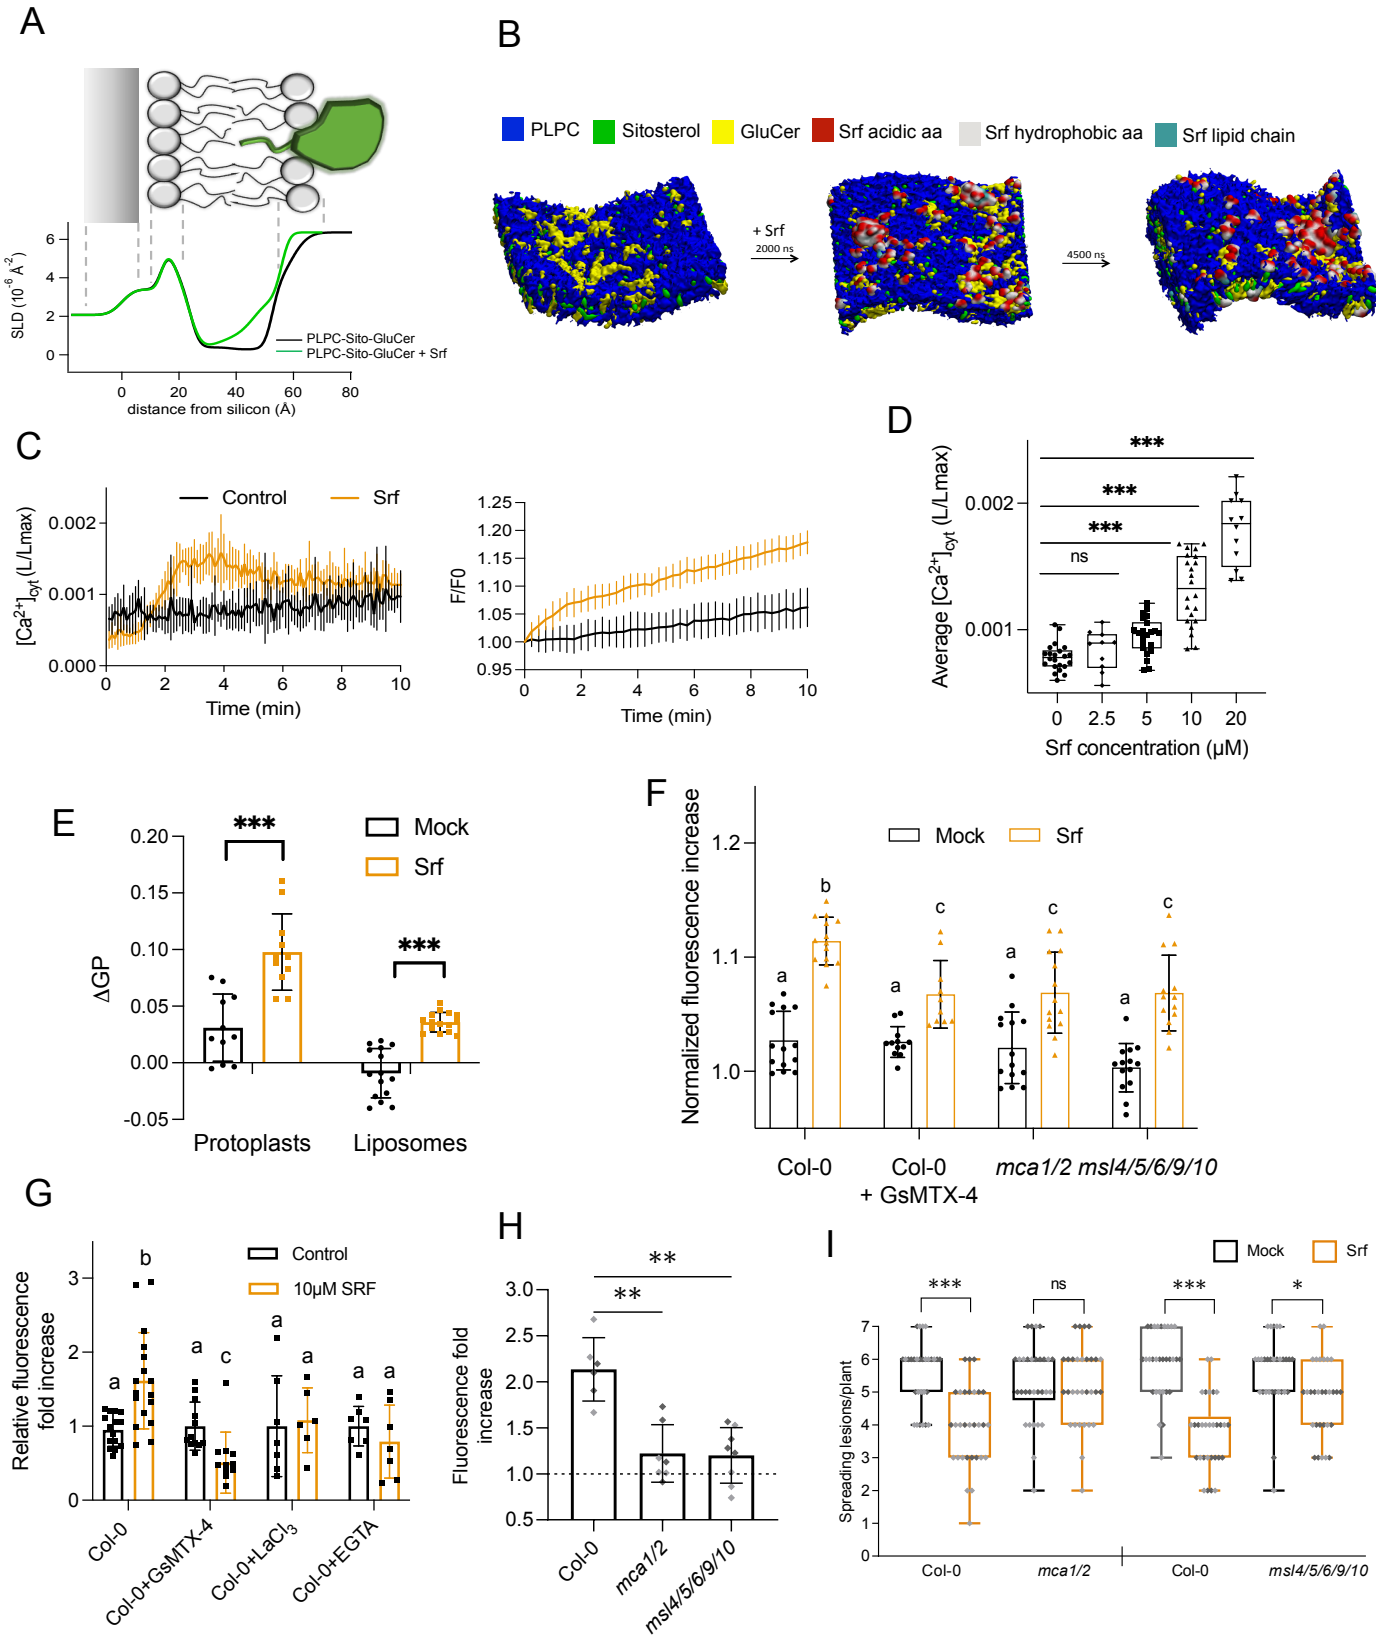 A
SLD (10⁻⁶ Å⁻²)
6
4
2
0
PLPC-Sito-GluCer
PLPC-Sito-GluCer + Srf
0 20 40 60 80
distance from silicon (Å)
B
PLPC Sitosterol GluCer Srf acidic aa Srf hydrophobic aa Srf lipid chain
+ Srf
2000 ns
4500 ns
C
Control Srf
[Ca²⁺]cyt (L/Lmax)
0.002
0.001
0.000
0 2 4 6 8 10
Time (min)
F/F0
1.25
1.20
1.15
1.10
1.05
1.00
0.95
0 2 4 6 8 10
Time (min)
D
Average [Ca²⁺]cyt (L/Lmax)
***
***
***
ns
0.002
0.001
0 2.5 5 10 20
Srf concentration (µM)
E
Mock
Srf
ΔGP
0.20
0.15
0.10
0.05
0.00
-0.05
***
***
Protoplasts Liposomes
F
Normalized fluorescence increase
Mock Srf
1.2
1.1
1.0
a b a c a c a c
Col-0 Col-0 mca1/2 msl4/5/6/9/10
+ GsMTX-4
G
Relative fluorescence
fold increase
Control
10µM SRF
3
2
1
0
a b a c a a a a
Col-0
Col-0+GsMTX-4
Col-0+LaCl₃
Col-0+EGTA
H
Fluorescence fold
increase
**
**
3.0
2.5
2.0
1.5
1.0
0.5
Col-0
mca1/2
msl4/5/6/9/10
I
Mock Srf
Spreading lesions/plant
*** ns *** *
7
6
5
4
3
2
1
0
Col-0 mca1/2 Col-0 msl4/5/6/9/10